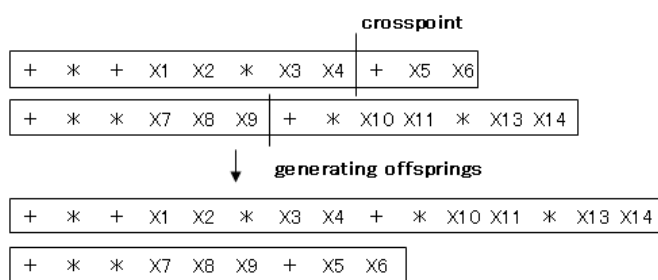 crosspoint
+ * + X1 X2 * X3 X4 + X5 X6
+ * * X7 X8 X9 + * X10 X11 * X13 X14
generating offsprings
+ * + X1 X2 * X3 X4 + * X10 X11 * X13 X14
+ * * X7 X8 X9 + X5 X6